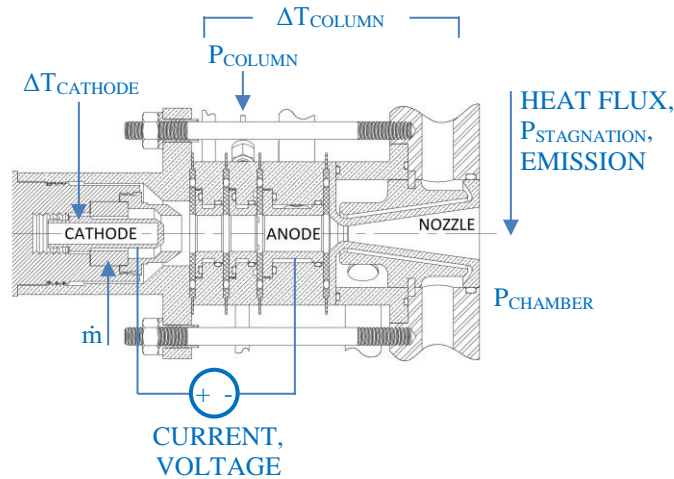 ΔTCOLUMN
PCOLUMN
ΔTCATHODE
HEAT FLUX,
PSTAGNATION,
EMISSION
CATHODE
ANODE
NOZZLE
PCHAMBER
ṁ
+ -
CURRENT,
VOLTAGE